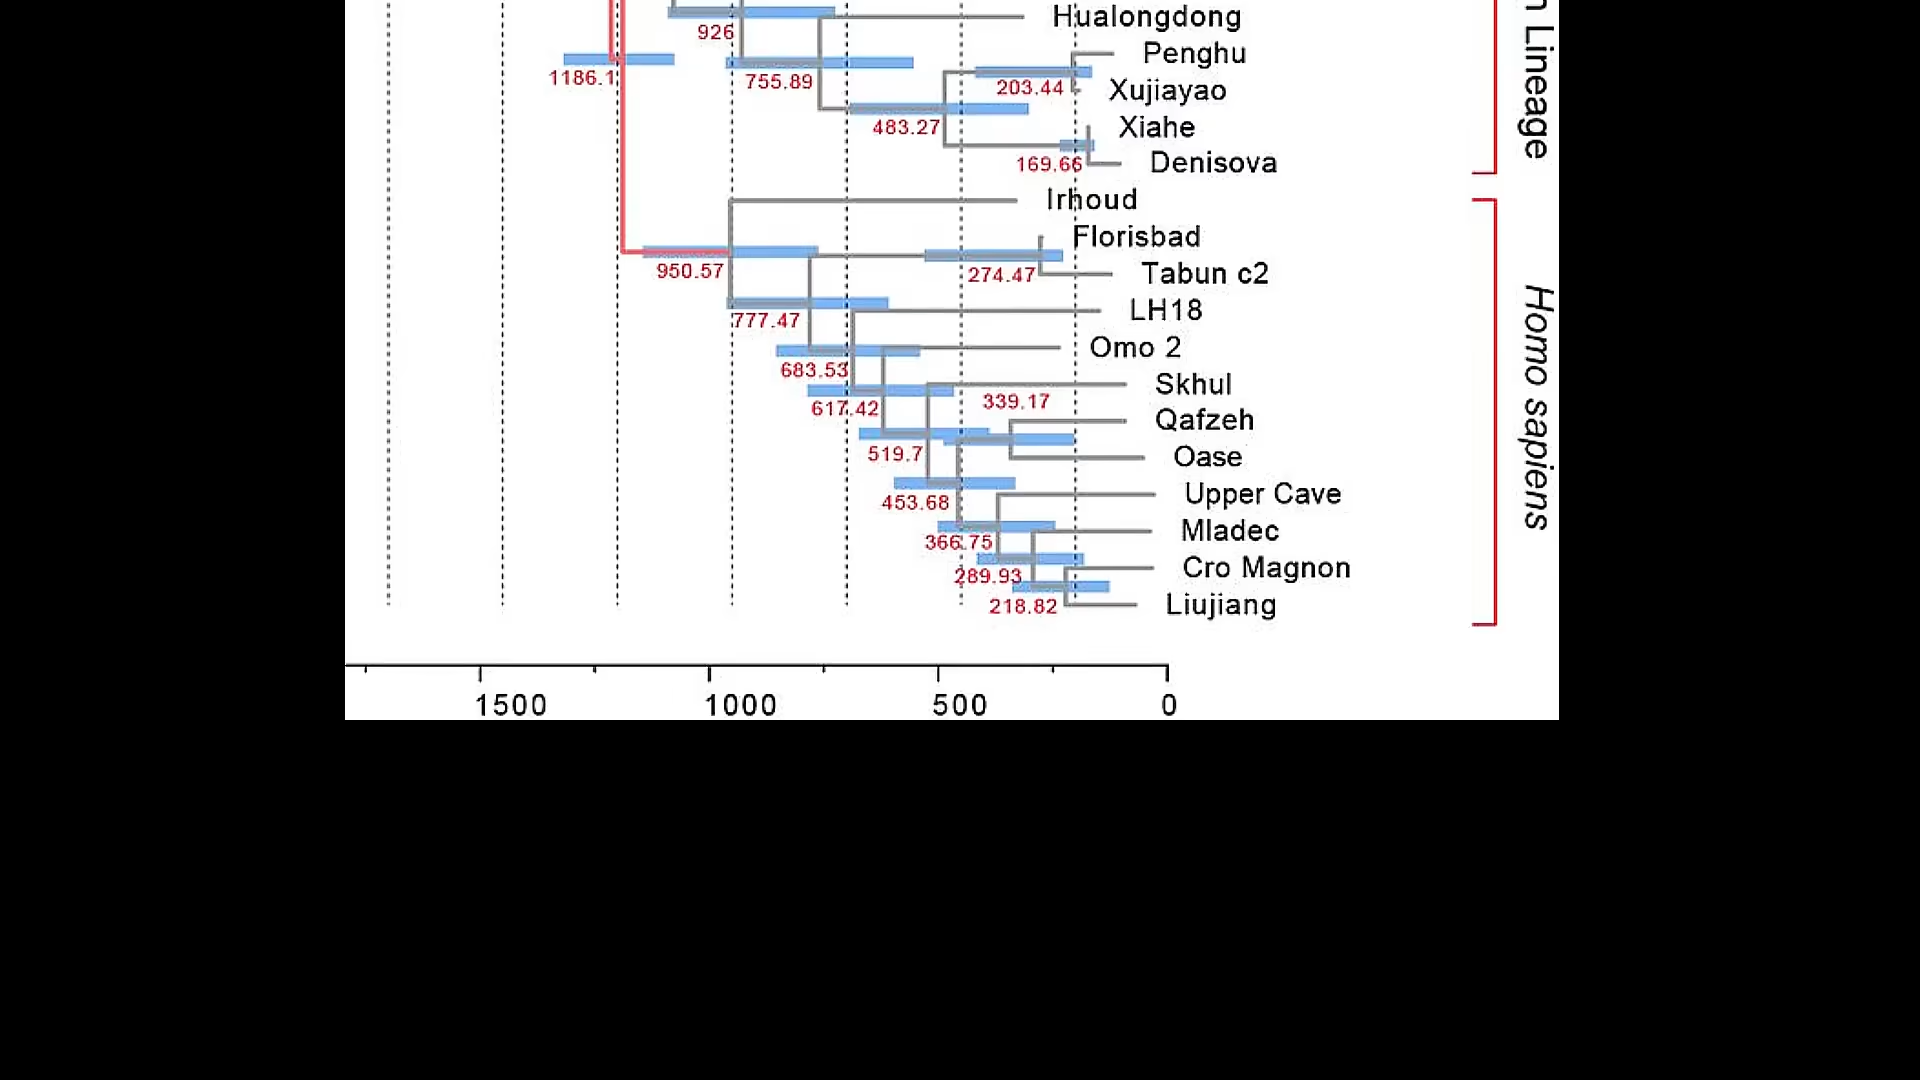 Hualongdong
926
Penghu
1186.1
755.89
203.44
Xujiayao
483.27
Xiahe
169.66
Denisova
n Lineage
Irhoud
Florisbad
950.57
274.47
Tabun c2
LH18
777.47
Omo 2
683.53
Skhul
339.17
617.42
Qafzeh
519.7
Oase
Upper Cave
453.68
Mladec
366.75
Cro Magnon
289.93
218.82
Liujiang
Homo sapiens
1500 1000 500 0